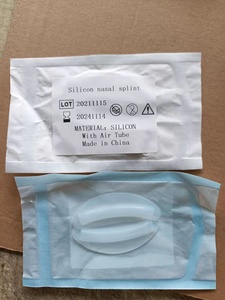 Silicon nasal splint
LOT 20211115
20241114
MATERIAL: SILICON
With Air Tube
Made in China